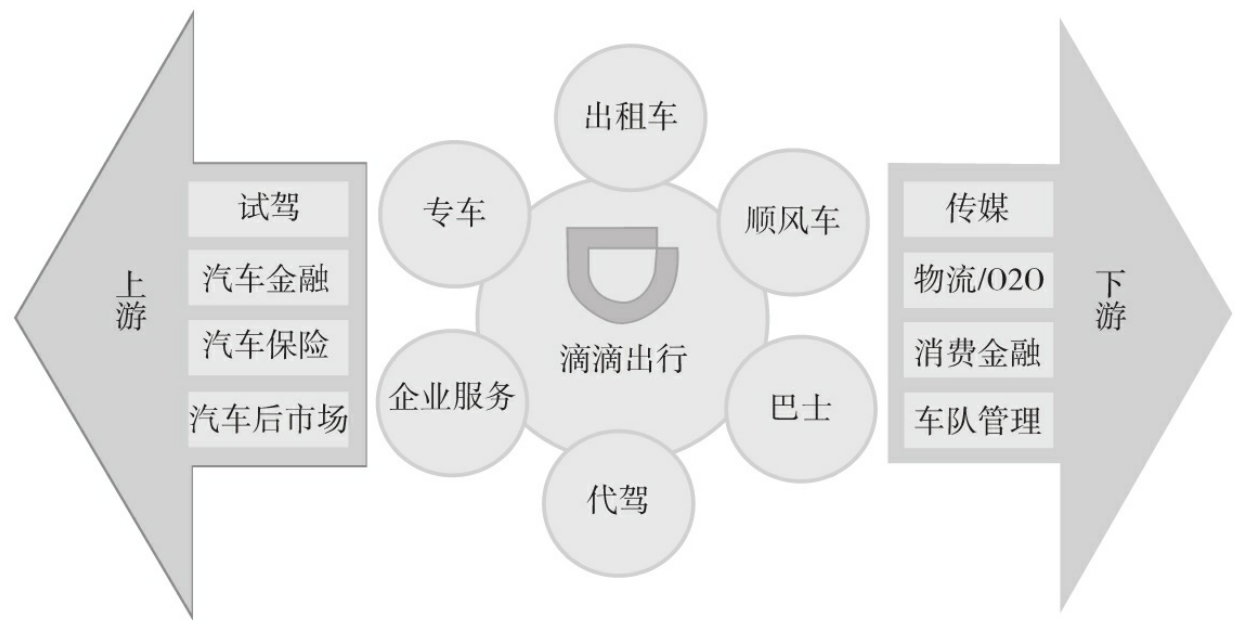 上游
试驾
汽车金融
汽车保险
汽车后市场
出租车
专车
顺风车
滴滴出行
企业服务
巴士
代驾
传媒
物流/O2O
消费金融
车队管理
下游